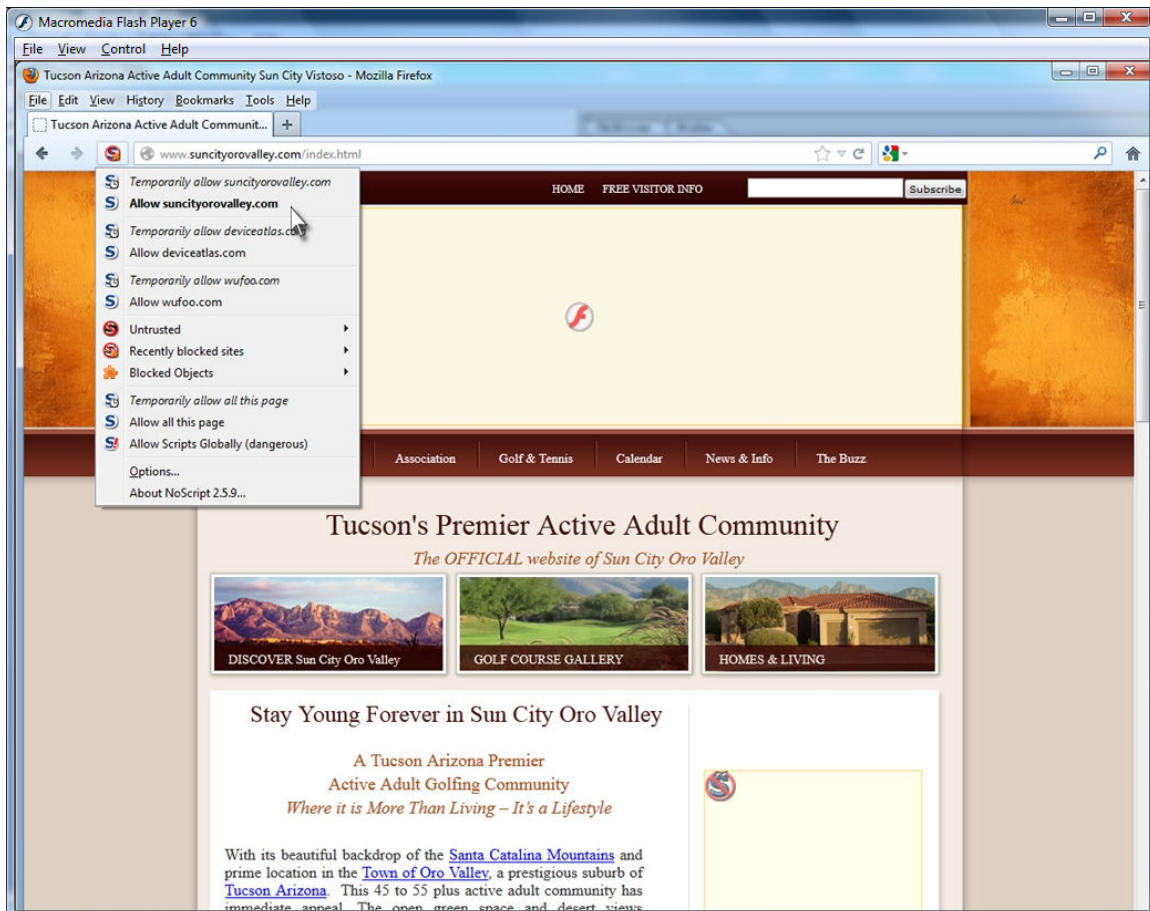 Macromedia Flash Player 6
File View Control Help
Tucson Arizona Active Adult Community Sun City Vistoso - Mozilla Firefox
File Edit View History Bookmarks Tools Help
Tucson Arizona Active Adult Communit... +
www.suncityorovalley.com/index.html
HOME FREE VISITOR INFO Subscribe
Temporarily allow suncityorovalley.com
Allow suncityorovalley.com
Temporarily allow deviceatlas.com
Allow deviceatlas.com
Temporarily allow wufoo.com
Allow wufoo.com
Untrusted
Recently blocked sites
Blocked Objects
Temporarily allow all this page
Allow all this page
Allow Scripts Globally (dangerous)
Options...
About NoScript 2.5.9...
Association Golf & Tennis Calendar News & Info The Buzz
Tucson's Premier Active Adult Community
The OFFICIAL website of Sun City Oro Valley
DISCOVER Sun City Oro Valley GOLF COURSE GALLERY HOMES & LIVING
Stay Young Forever in Sun City Oro Valley
A Tucson Arizona Premier
Active Adult Golfing Community
Where it is More Than Living – It's a Lifestyle
With its beautiful backdrop of the Santa Catalina Mountains and
prime location in the Town of Oro Valley, a prestigious suburb of
Tucson Arizona. This 45 to 55 plus active adult community has
immediate appeal. The open green space and desert views